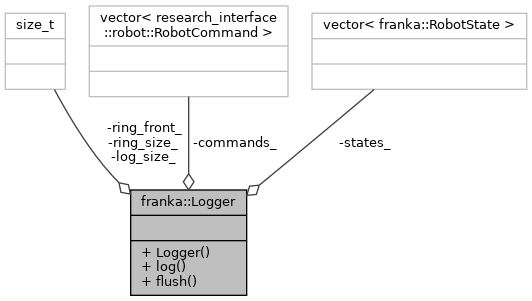 size_t
vector< research_interface
::robot::RobotCommand >
vector< franka::RobotState >
-ring_front_
-ring_size_
-log_size_
-commands_
-states_
franka::Logger
+ Logger()
+ log()
+ flush()